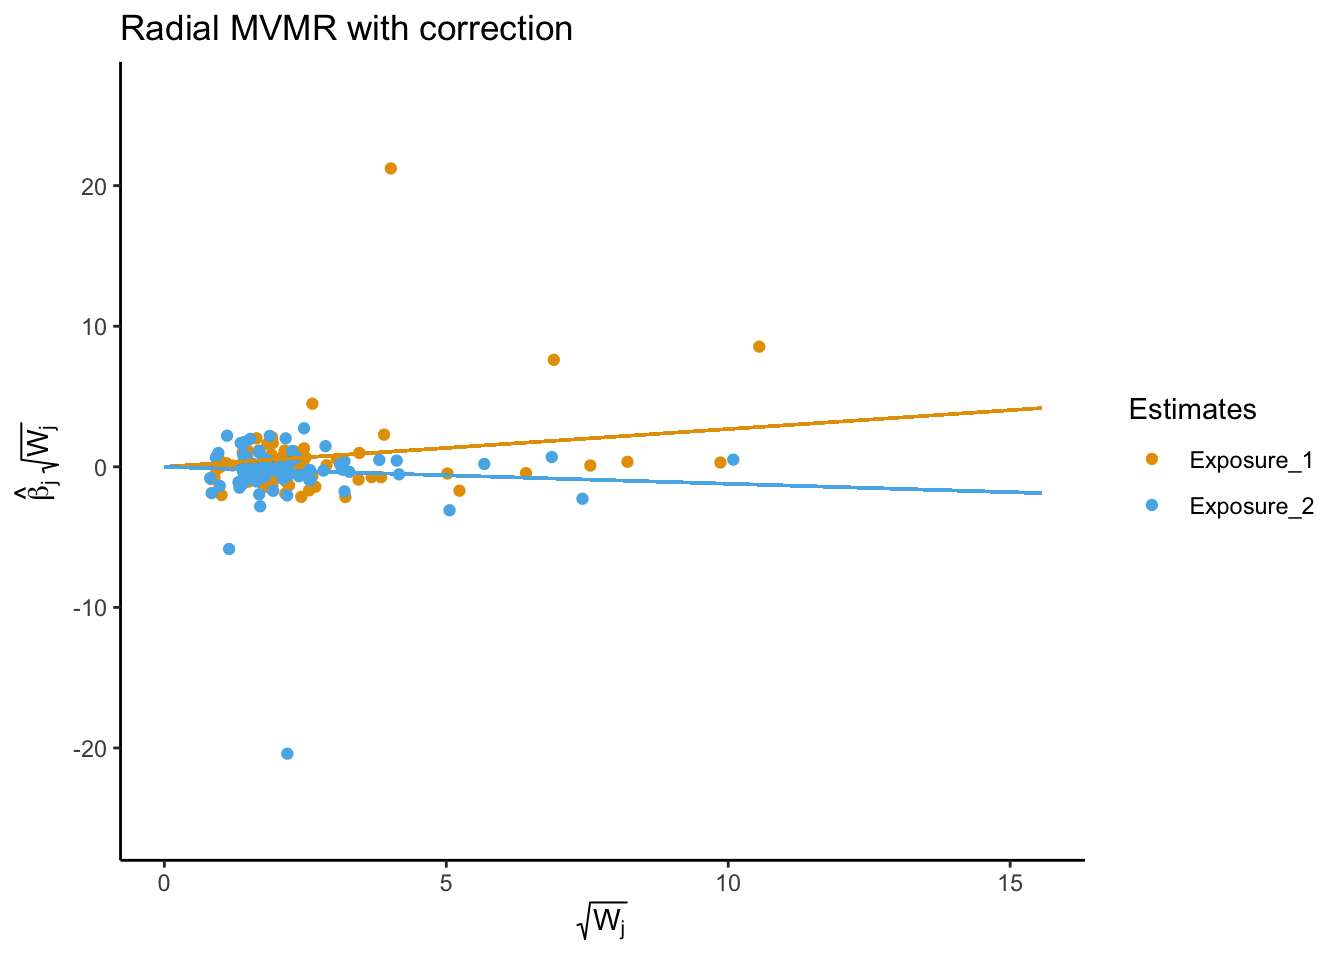 Radial MVMR with correction
20
10
0
-10
-20
β̂j√Wj
0
5
10
15
√Wj
Estimates
Exposure_1
Exposure_2